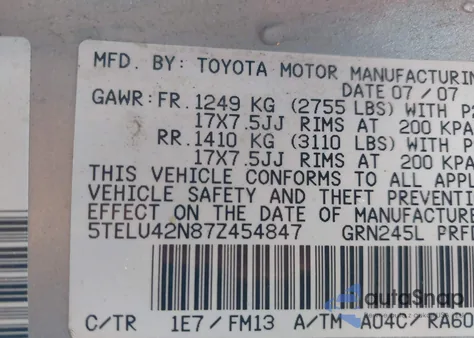 MFD. BY: TOYOTA MOTOR MANUFACTURIN
DATE 07/07
GAWR: FR. 1249 KG (2755 LBS) WITH P2
17X7.5JJ RIMS AT 200 KPA
RR. 1410 KG (3110 LBS) WITH P
17X7.5JJ RIMS AT 200 KPA
THIS VEHICLE CONFORMS TO ALL APPL
VEHICLE SAFETY AND THEFT PREVENTI
EFFECT ON THE DATE OF MANUFACTURE
5TELU42N87Z454847 GRN245L PRF
C/TR 1E7/FM13 A/TM A04C/RA60
autoSnap